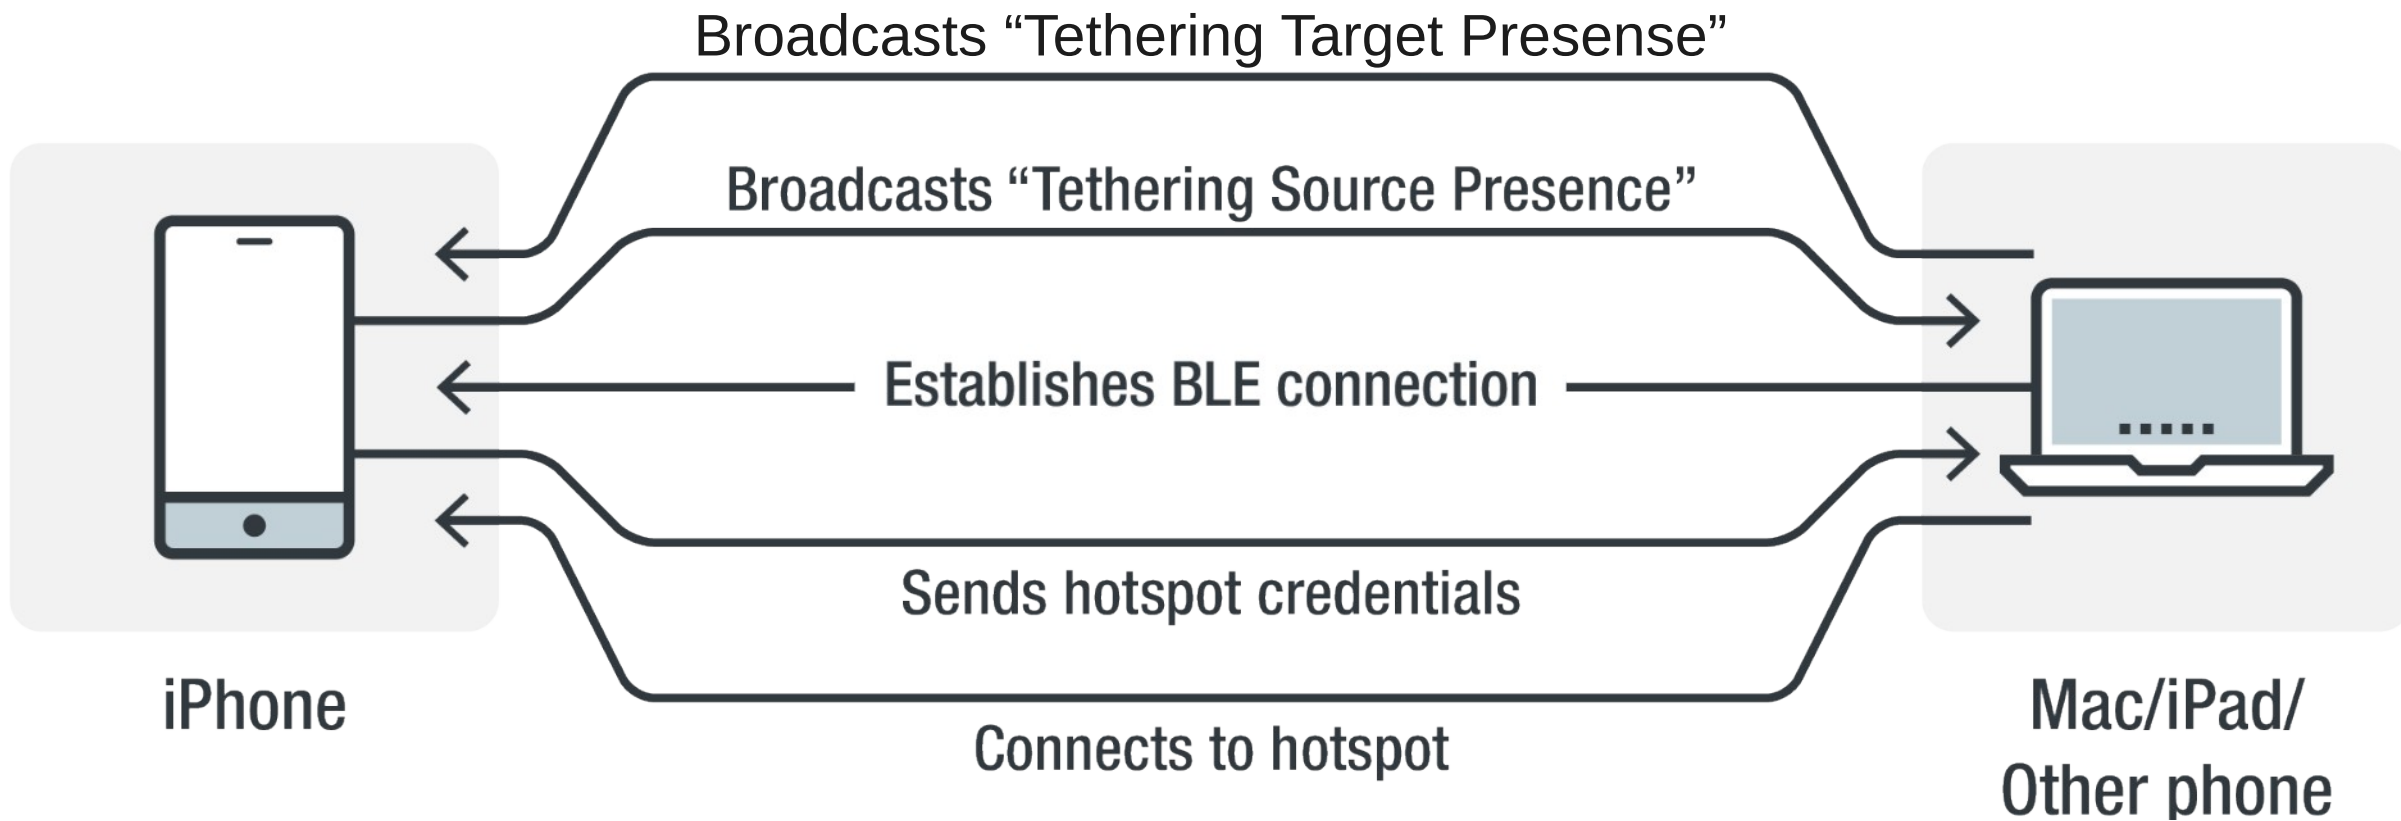 Broadcasts “Tethering Target Presense”
Broadcasts “Tethering Source Presence”
Establishes BLE connection
Sends hotspot credentials
Connects to hotspot
iPhone
Mac/iPad/
Other phone